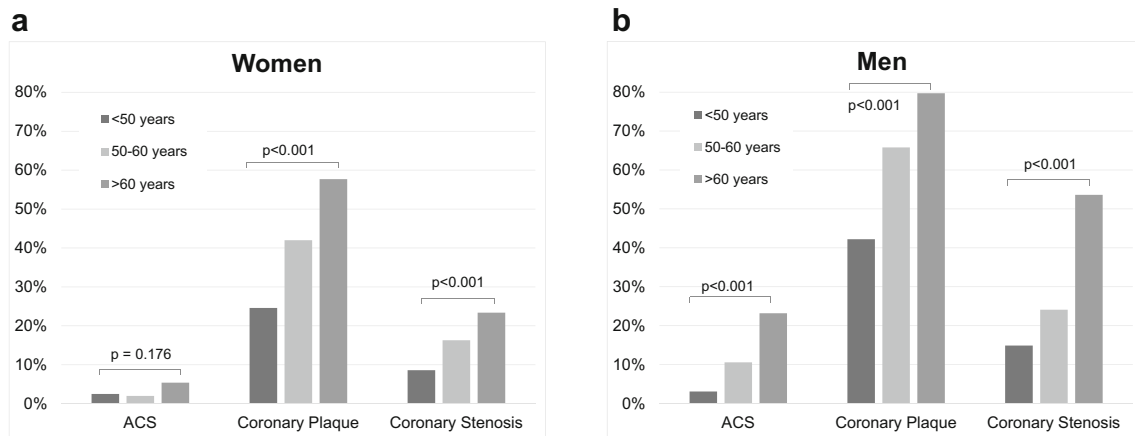 a
Women
80%
70%
60%
50%
40%
30%
20%
10%
0%
<50 years
50-60 years
>60 years
p = 0.176
p<0.001
p<0.001
ACS
Coronary Plaque
Coronary Stenosis
b
Men
80%
70%
60%
50%
40%
30%
20%
10%
0%
<50 years
50-60 years
>60 years
p<0.001
p<0.001
p<0.001
ACS
Coronary Plaque
Coronary Stenosis